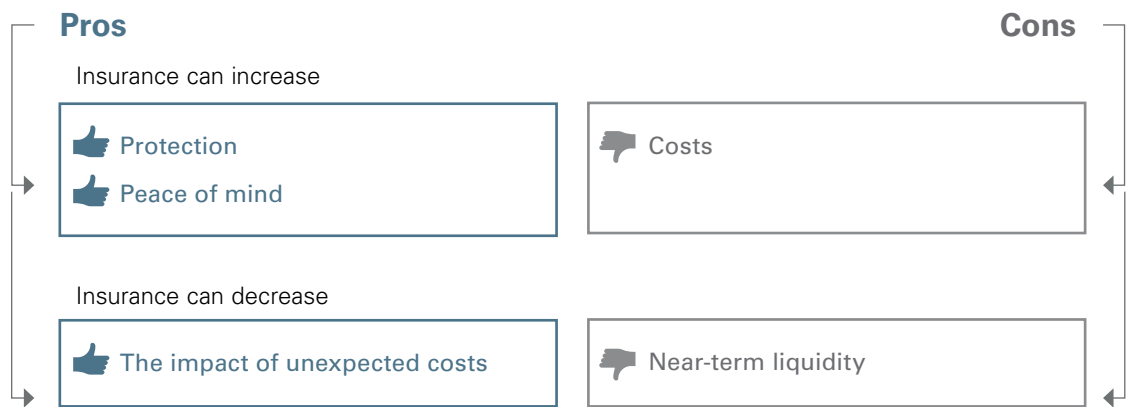 Pros
Cons
Insurance can increase
Protection
Peace of mind
Costs
Insurance can decrease
The impact of unexpected costs
Near-term liquidity